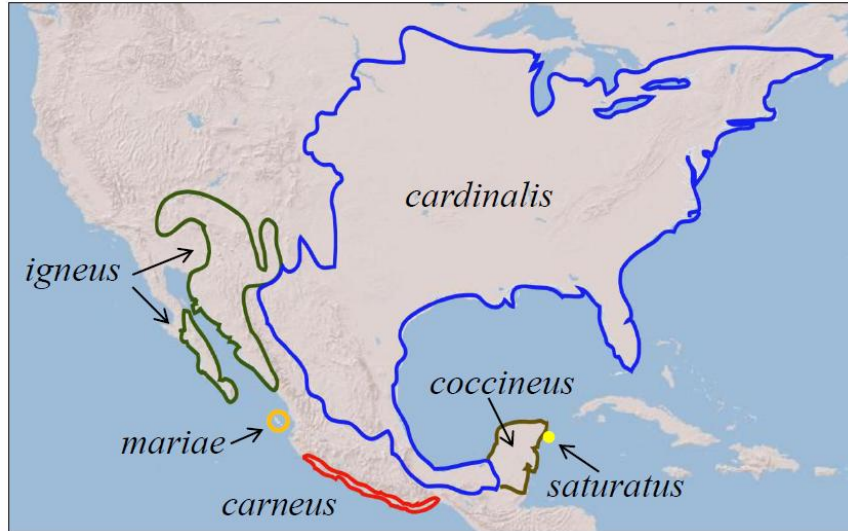 cardinalis
igneus
coccineus
mariae
saturatus
carneus